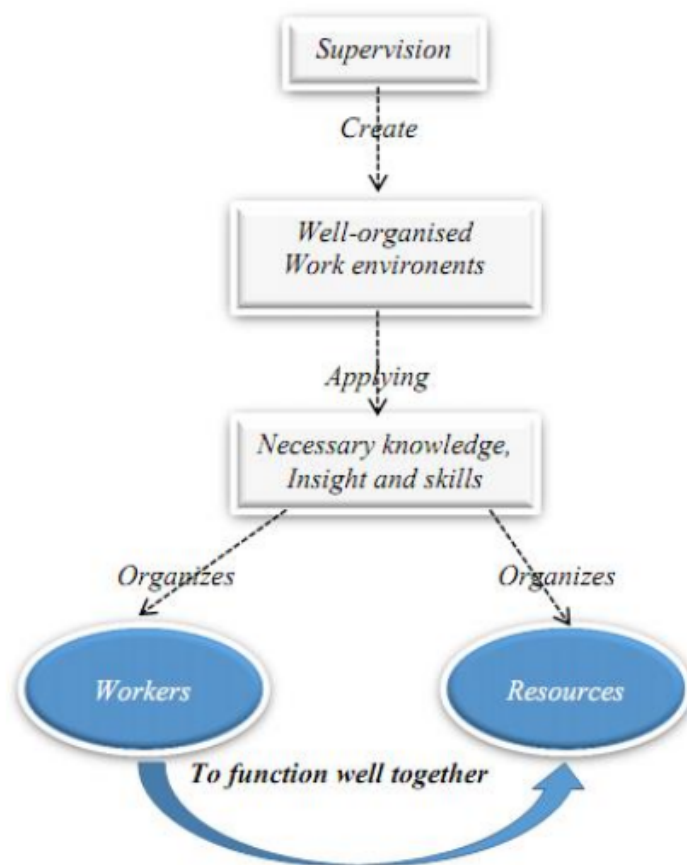 Supervision
Create
Well-organised
Work environents
Applying
Necessary knowledge,
Insight and skills
Organizes
Organizes
Workers
Resources
To function well together